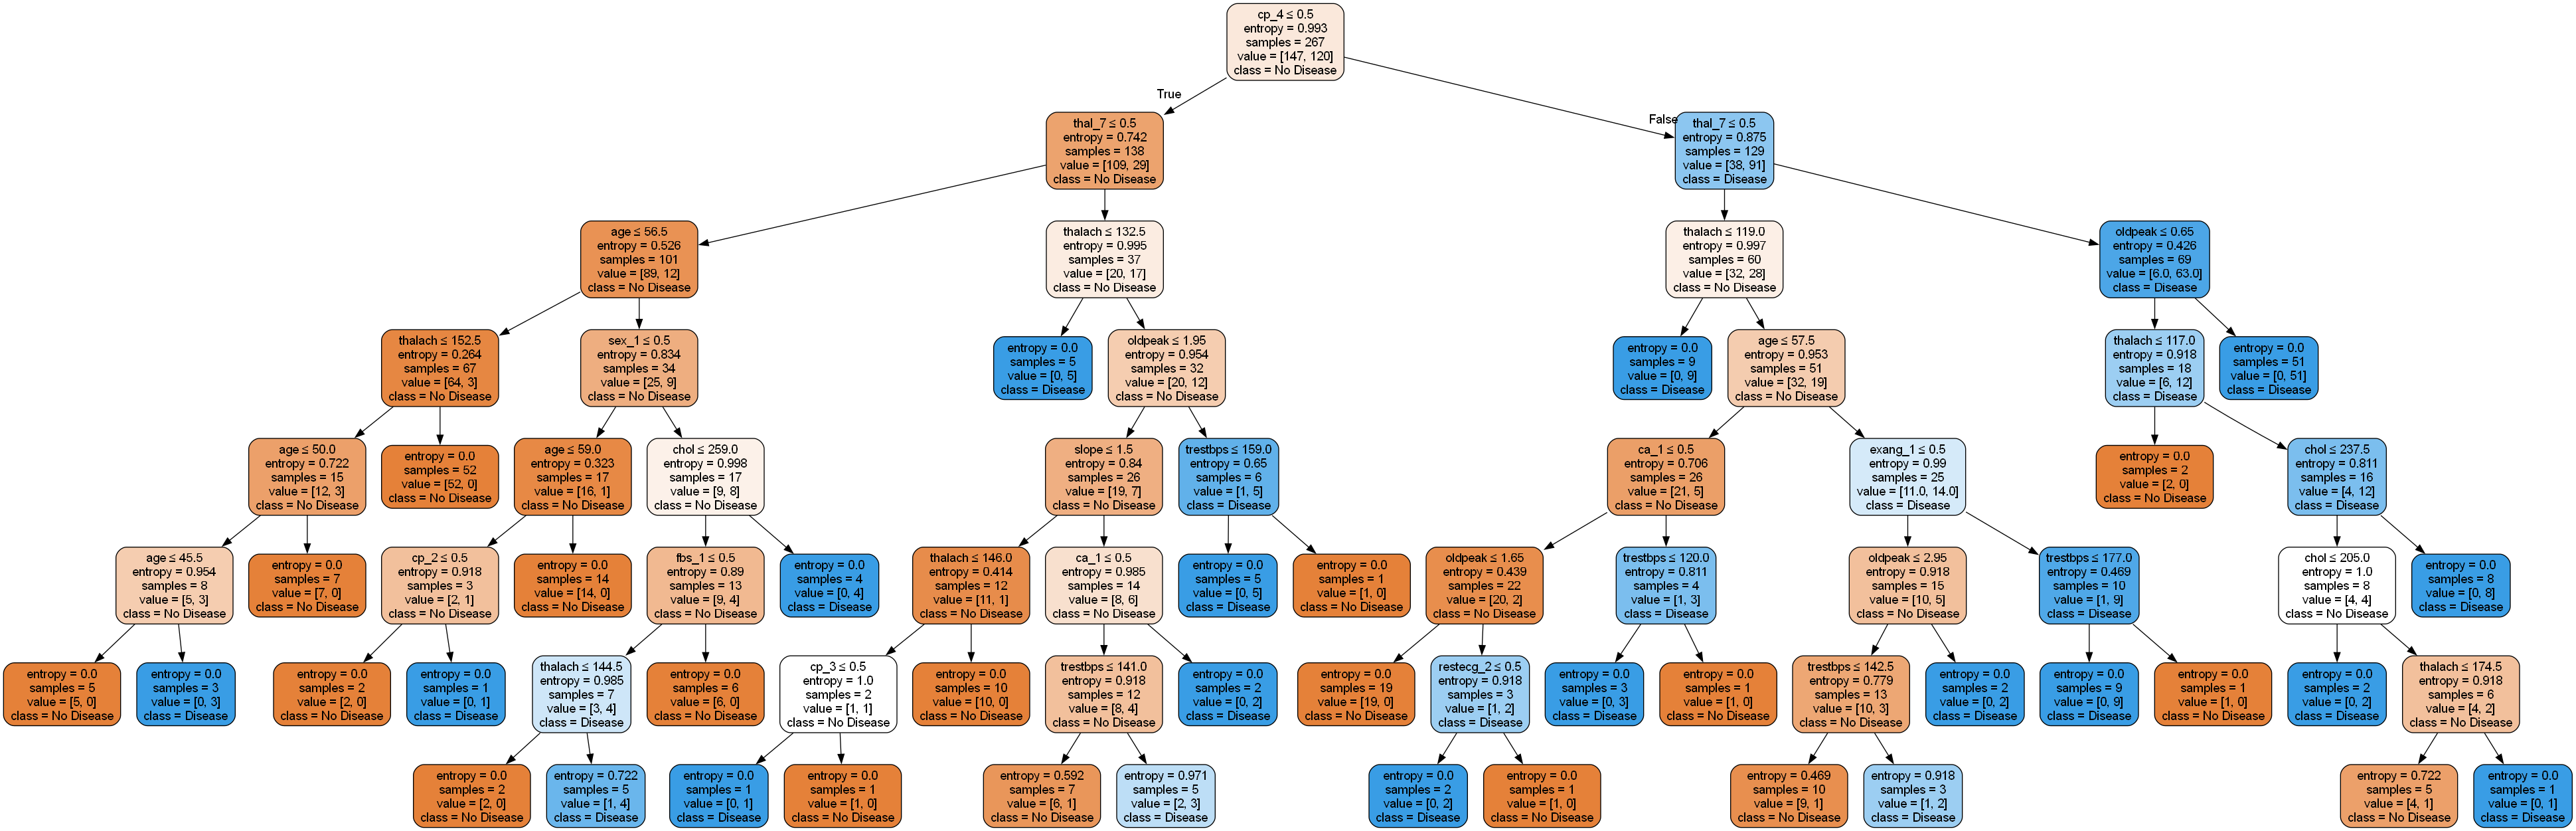 cp_4 ≤ 0.5
entropy = 0.993
samples = 267
value = [147, 120]
class = No Disease
True
False
thal_7 ≤ 0.5
entropy = 0.742
samples = 138
value = [109, 29]
class = No Disease
thal_7 ≤ 0.5
entropy = 0.875
samples = 129
value = [38, 91]
class = Disease
age ≤ 56.5
entropy = 0.526
samples = 101
value = [89, 12]
class = No Disease
thalach ≤ 132.5
entropy = 0.995
samples = 37
value = [20, 17]
class = No Disease
thalach ≤ 119.0
entropy = 0.997
samples = 60
value = [32, 28]
class = No Disease
oldpeak ≤ 0.65
entropy = 0.426
samples = 69
value = [6.0, 63.0]
class = Disease
thalach ≤ 152.5
entropy = 0.264
samples = 67
value = [64, 3]
class = No Disease
sex_1 ≤ 0.5
entropy = 0.834
samples = 34
value = [25, 9]
class = No Disease
entropy = 0.0
samples = 5
value = [0, 5]
class = Disease
oldpeak ≤ 1.95
entropy = 0.954
samples = 32
value = [20, 12]
class = No Disease
entropy = 0.0
samples = 9
value = [0, 9]
class = Disease
age ≤ 57.5
entropy = 0.953
samples = 51
value = [32, 19]
class = No Disease
thalach ≤ 117.0
entropy = 0.918
samples = 18
value = [6, 12]
class = Disease
entropy = 0.0
samples = 51
value = [0, 51]
class = Disease
age ≤ 50.0
entropy = 0.722
samples = 15
value = [12, 3]
class = No Disease
entropy = 0.0
samples = 52
value = [52, 0]
class = No Disease
age ≤ 59.0
entropy = 0.323
samples = 17
value = [16, 1]
class = No Disease
chol ≤ 259.0
entropy = 0.998
samples = 17
value = [9, 8]
class = No Disease
slope ≤ 1.5
entropy = 0.84
samples = 26
value = [19, 7]
class = No Disease
trestbps ≤ 159.0
entropy = 0.65
samples = 6
value = [1, 5]
class = Disease
ca_1 ≤ 0.5
entropy = 0.706
samples = 26
value = [21, 5]
class = No Disease
exang_1 ≤ 0.5
entropy = 0.99
samples = 25
value = [11.0, 14.0]
class = Disease
entropy = 0.0
samples = 2
value = [2, 0]
class = No Disease
chol ≤ 237.5
entropy = 0.811
samples = 16
value = [4, 12]
class = Disease
age ≤ 45.5
entropy = 0.954
samples = 8
value = [5, 3]
class = No Disease
entropy = 0.0
samples = 7
value = [7, 0]
class = No Disease
cp_2 ≤ 0.5
entropy = 0.918
samples = 3
value = [2, 1]
class = No Disease
entropy = 0.0
samples = 14
value = [14, 0]
class = No Disease
fbs_1 ≤ 0.5
entropy = 0.89
samples = 13
value = [9, 4]
class = No Disease
entropy = 0.0
samples = 4
value = [0, 4]
class = Disease
thalach ≤ 146.0
entropy = 0.414
samples = 12
value = [11, 1]
class = No Disease
ca_1 ≤ 0.5
entropy = 0.985
samples = 14
value = [8, 6]
class = No Disease
entropy = 0.0
samples = 5
value = [0, 5]
class = Disease
entropy = 0.0
samples = 1
value = [1, 0]
class = No Disease
oldpeak ≤ 1.65
entropy = 0.439
samples = 22
value = [20, 2]
class = No Disease
trestbps ≤ 120.0
entropy = 0.811
samples = 4
value = [1, 3]
class = Disease
oldpeak ≤ 2.95
entropy = 0.918
samples = 15
value = [10, 5]
class = No Disease
trestbps ≤ 177.0
entropy = 0.469
samples = 10
value = [1, 9]
class = Disease
chol ≤ 205.0
entropy = 1.0
samples = 8
value = [4, 4]
class = No Disease
entropy = 0.0
samples = 8
value = [0, 8]
class = Disease
entropy = 0.0
samples = 5
value = [5, 0]
class = No Disease
entropy = 0.0
samples = 3
value = [0, 3]
class = Disease
entropy = 0.0
samples = 2
value = [2, 0]
class = No Disease
entropy = 0.0
samples = 1
value = [0, 1]
class = Disease
thalach ≤ 144.5
entropy = 0.985
samples = 7
value = [3, 4]
class = Disease
entropy = 0.0
samples = 6
value = [6, 0]
class = No Disease
cp_3 ≤ 0.5
entropy = 1.0
samples = 2
value = [1, 1]
class = No Disease
entropy = 0.0
samples = 10
value = [10, 0]
class = No Disease
trestbps ≤ 141.0
entropy = 0.918
samples = 12
value = [8, 4]
class = No Disease
entropy = 0.0
samples = 2
value = [0, 2]
class = Disease
entropy = 0.0
samples = 19
value = [19, 0]
class = No Disease
restecg_2 ≤ 0.5
entropy = 0.918
samples = 3
value = [1, 2]
class = Disease
entropy = 0.0
samples = 3
value = [0, 3]
class = Disease
entropy = 0.0
samples = 1
value = [1, 0]
class = No Disease
trestbps ≤ 142.5
entropy = 0.779
samples = 13
value = [10, 3]
class = No Disease
entropy = 0.0
samples = 2
value = [0, 2]
class = Disease
entropy = 0.0
samples = 9
value = [0, 9]
class = Disease
entropy = 0.0
samples = 1
value = [1, 0]
class = No Disease
entropy = 0.0
samples = 2
value = [0, 2]
class = Disease
thalach ≤ 174.5
entropy = 0.918
samples = 6
value = [4, 2]
class = No Disease
entropy = 0.0
samples = 2
value = [2, 0]
class = No Disease
entropy = 0.722
samples = 5
value = [1, 4]
class = Disease
entropy = 0.0
samples = 1
value = [0, 1]
class = Disease
entropy = 0.0
samples = 1
value = [1, 0]
class = No Disease
entropy = 0.592
samples = 7
value = [6, 1]
class = No Disease
entropy = 0.971
samples = 5
value = [2, 3]
class = Disease
entropy = 0.0
samples = 2
value = [0, 2]
class = Disease
entropy = 0.0
samples = 1
value = [1, 0]
class = No Disease
entropy = 0.469
samples = 10
value = [9, 1]
class = No Disease
entropy = 0.918
samples = 3
value = [1, 2]
class = Disease
entropy = 0.722
samples = 5
value = [4, 1]
class = No Disease
entropy = 0.0
samples = 1
value = [0, 1]
class = Disease